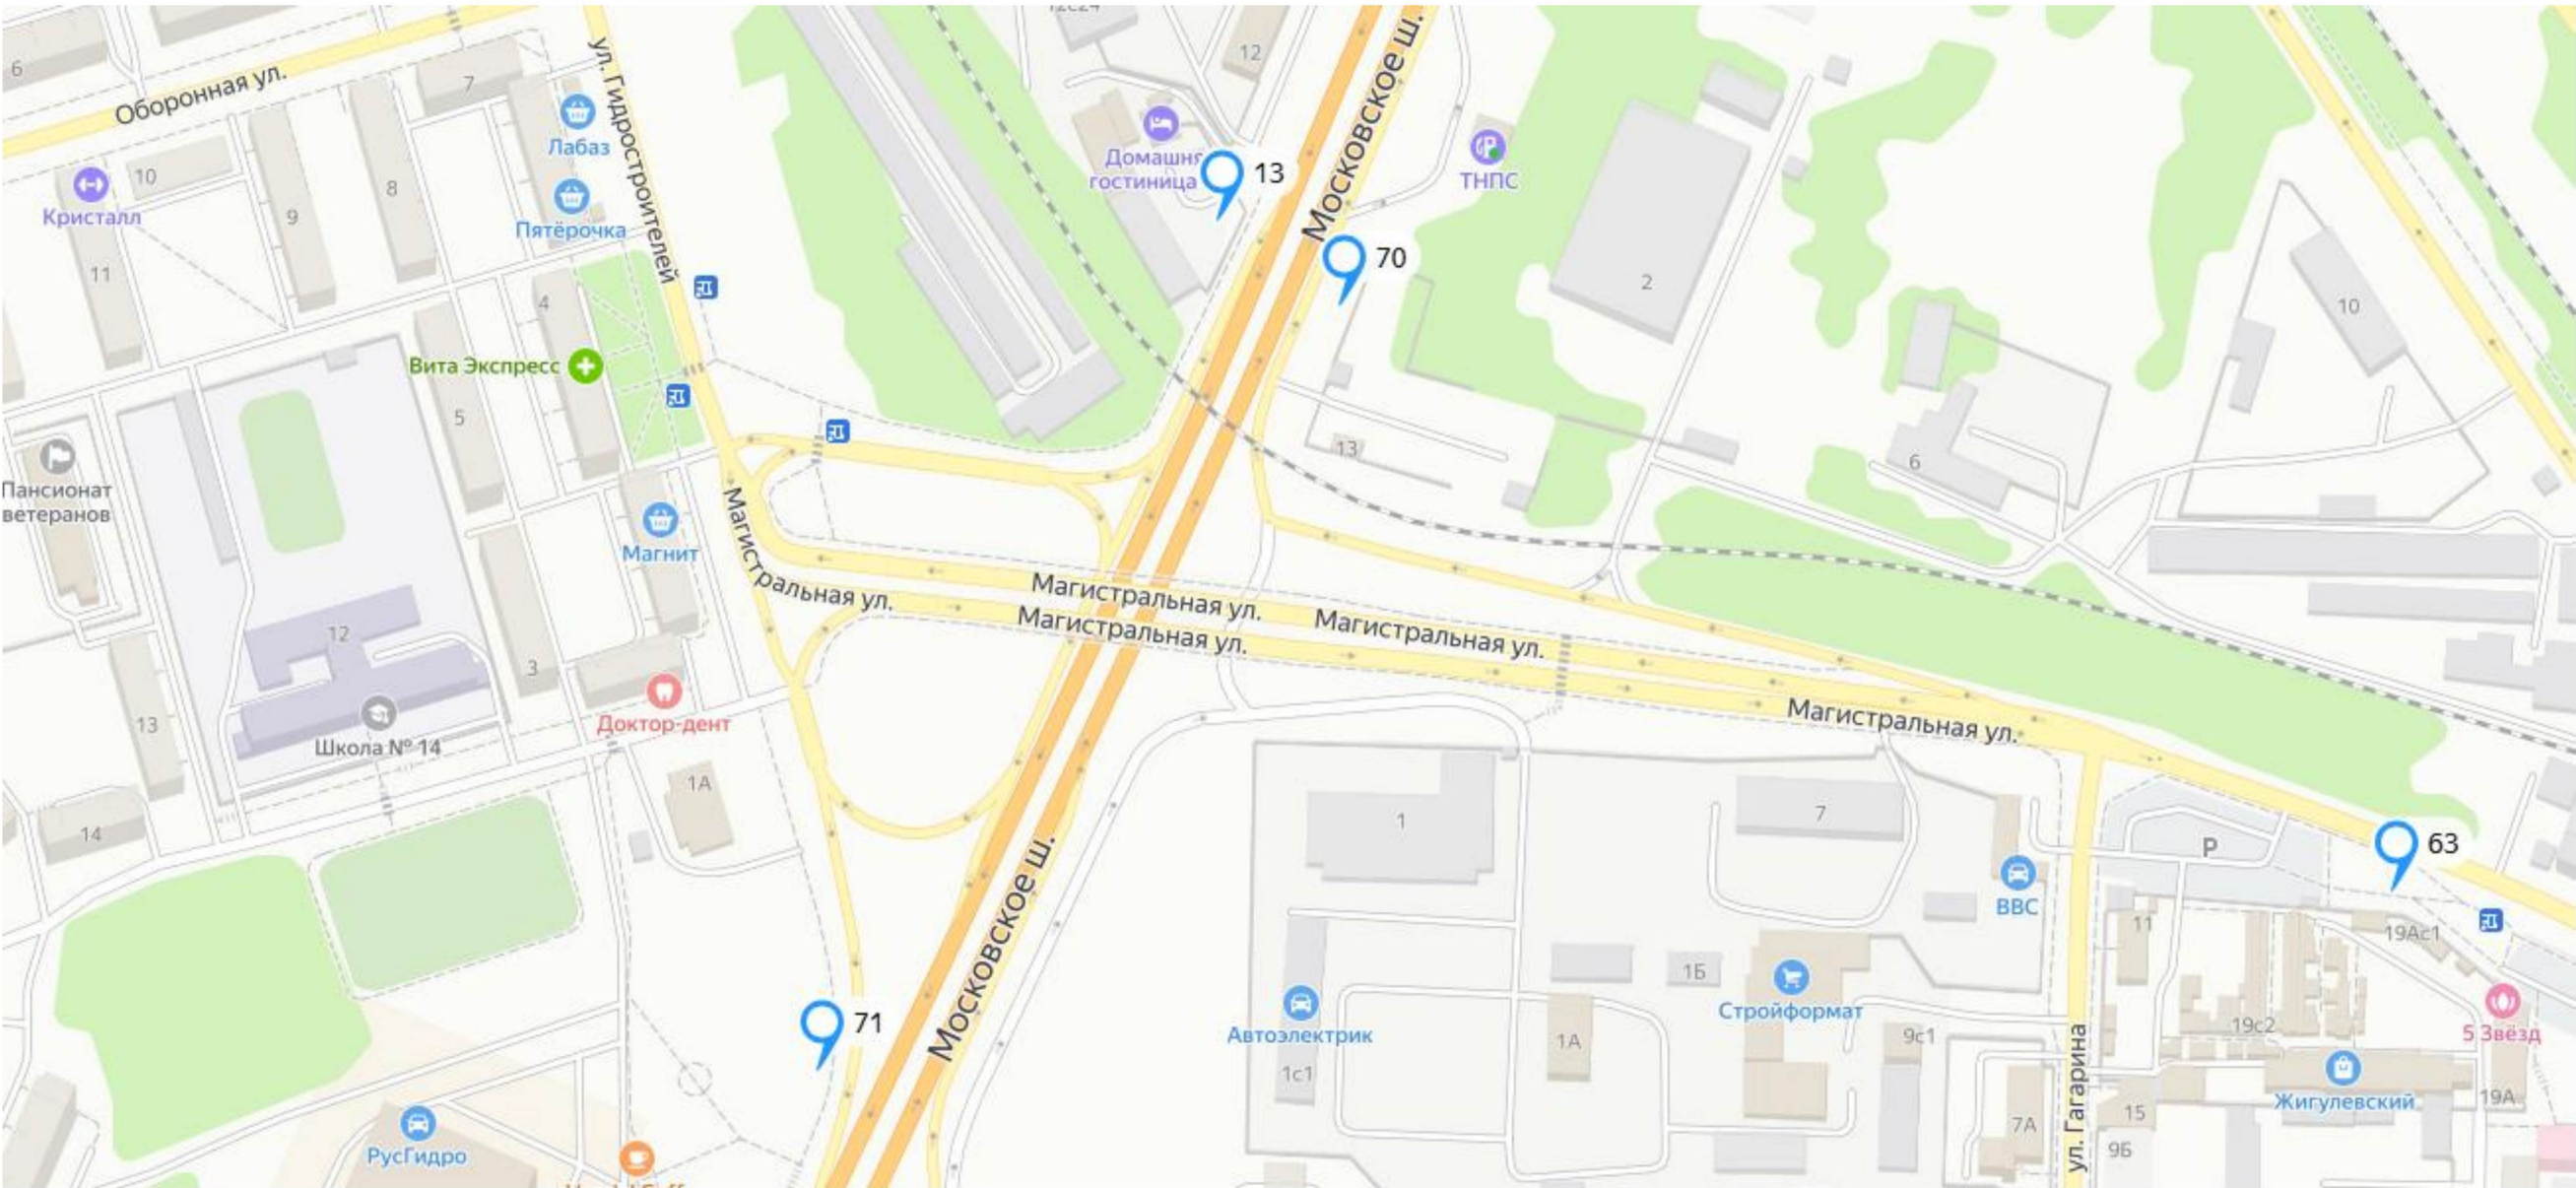 72с24
12
6
Оборонная ул.
7
ул. Гидростроителей
Лабаз
Московское ш.
Домашня
гостиница
13
ТНПС
10
Кристалл
9
8
Пятёрочка
11
70
2
10
4
Вита Экспресс
5
13
6
Пансионат
ветеранов
Магнит
Магистральная ул.
Магистральная ул.
Магистральная ул.
Магистральная ул.
12
3
13
Школа № 14
Доктор-дент
Магистральная ул.
1А
14
1
7
P
63
ВВС
11
19Ас1
Московское ш.
71
1Б
Стройформат
Автоэлектрик
1с1
1А
9с1
19с2
5 Звёзд
ул. Гагарина
Жигулевский
19А
15
7А
9Б
РусГидро